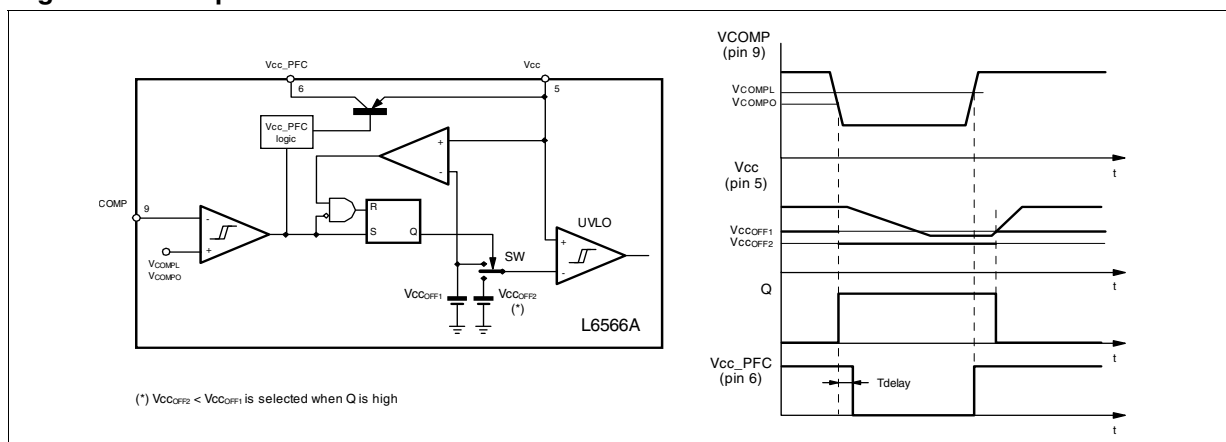 Vcc_PFC
Vcc
6
5
Vcc_PFC
logic
+
-
COMP
9
-
+
VCOMPL
VCOMPO
R
S
Q
UVLO
+
-
SW
VccOFF1
VccOFF2
(*)
L6566A
(*) VccOFF2 < VccOFF1 is selected when Q is high
VCOMP
(pin 9)
VCOMPL
VCOMPO
t
Vcc
(pin 5)
VccOFF1
VccOFF2
t
Q
t
Vcc_PFC
(pin 6)
Tdelay
t